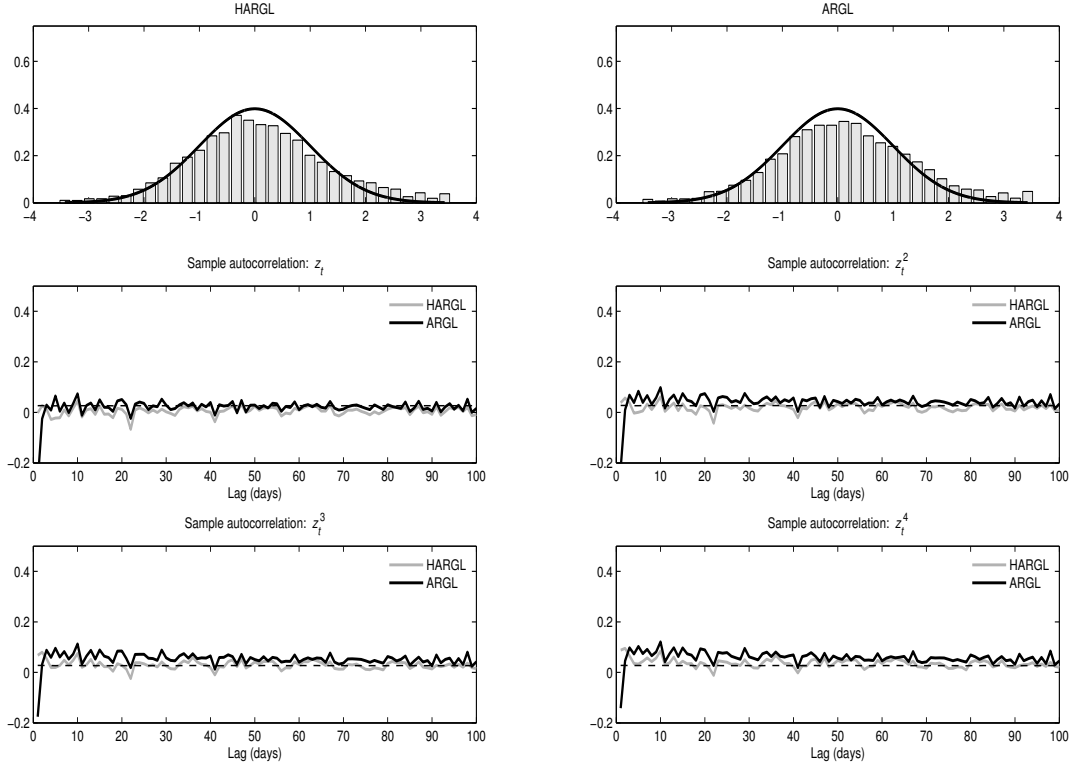 HARGL
0.6
0.4
0.2
0
−4 −3 −2 −1 0 1 2 3 4
ARGL
0.6
0.4
0.2
0
−4 −3 −2 −1 0 1 2 3 4
Sample autocorrelation: z_t
0.4
0.2
0
−0.2
HARGL
ARGL
0 10 20 30 40 50 60 70 80 90 100
Lag (days)
Sample autocorrelation: z_t^2
0.4
0.2
0
−0.2
HARGL
ARGL
0 10 20 30 40 50 60 70 80 90 100
Lag (days)
Sample autocorrelation: z_t^3
0.4
0.2
0
−0.2
HARGL
ARGL
0 10 20 30 40 50 60 70 80 90 100
Lag (days)
Sample autocorrelation: z_t^4
0.4
0.2
0
−0.2
HARGL
ARGL
0 10 20 30 40 50 60 70 80 90 100
Lag (days)